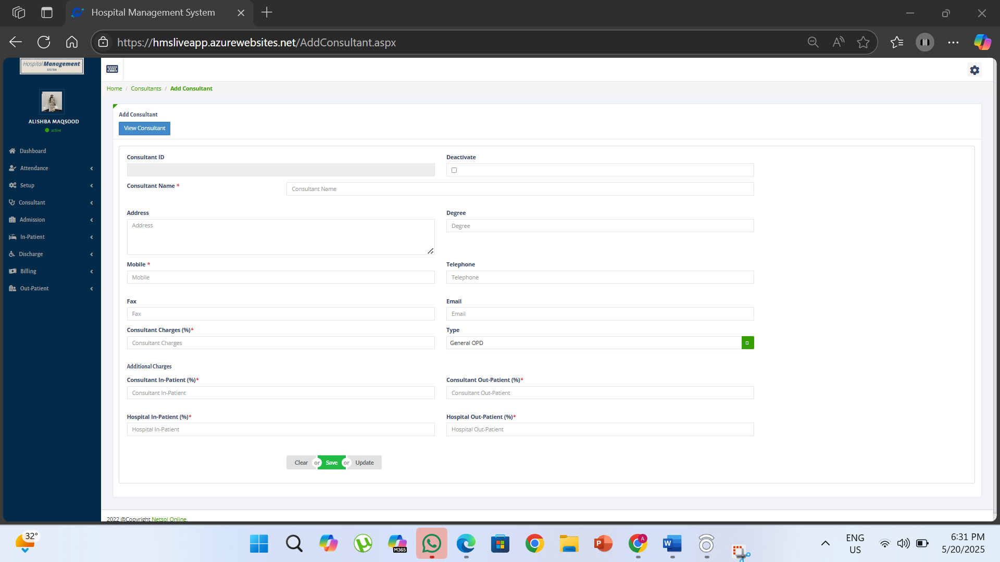 Hospital Management System
https://hmsliveapp.azurewebsites.net/AddConsultant.aspx
Hospital Management
SYSTEM
ALISHBA MAQSOOD
active
Dashboard
Attendance
Setup
Consultant
Admission
In-Patient
Discharge
Billing
Out-Patient
Home / Consultants / Add Consultant
Add Consultant
View Consultant
Consultant ID
Deactivate
Consultant Name *
Consultant Name
Address
Address
Degree
Degree
Mobile *
Mobile
Telephone
Telephone
Fax
Fax
Email
Email
Consultant Charges (%)*
Consultant Charges
Type
General OPD
Additional Charges
Consultant In-Patient (%)*
Consultant In-Patient
Consultant Out-Patient (%)*
Consultant Out-Patient
Hospital In-Patient (%)*
Hospital In-Patient
Hospital Out-Patient (%)*
Hospital Out-Patient
Clear or Save or Update
2022 @Copyright Netsol Online.
32°
M365
P
A
W
ENG
US
6:31 PM
5/20/2025